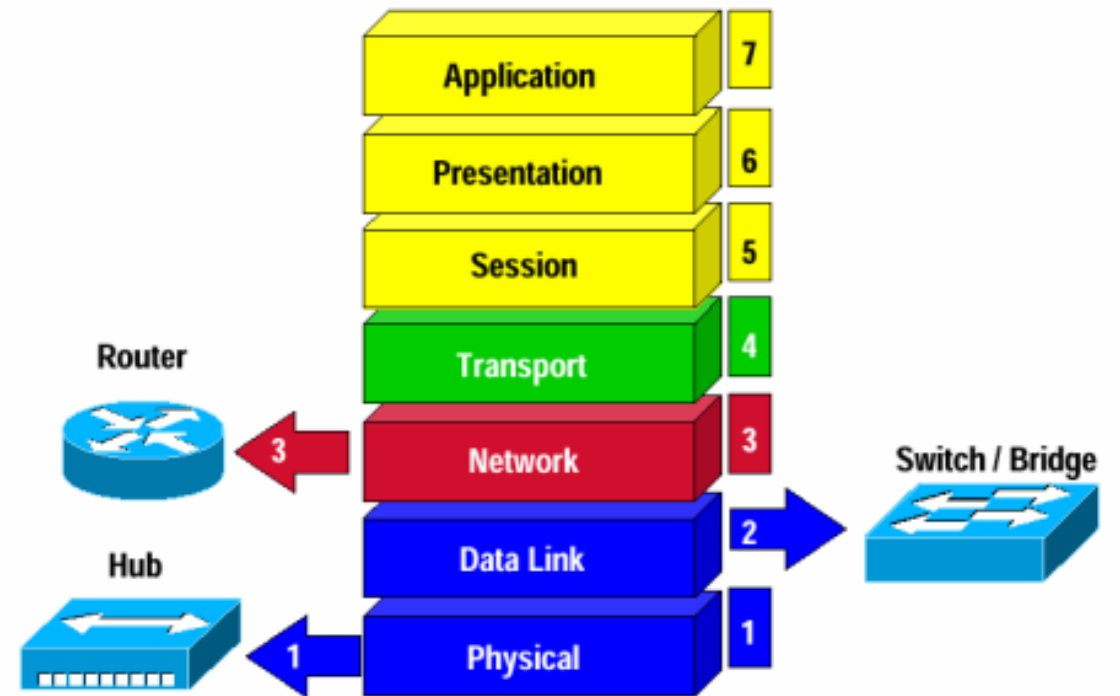 Application 7
Presentation 6
Session 5
Transport 4
Router
3
Network 3
Switch / Bridge
Data Link 2
Hub
1
Physical 1